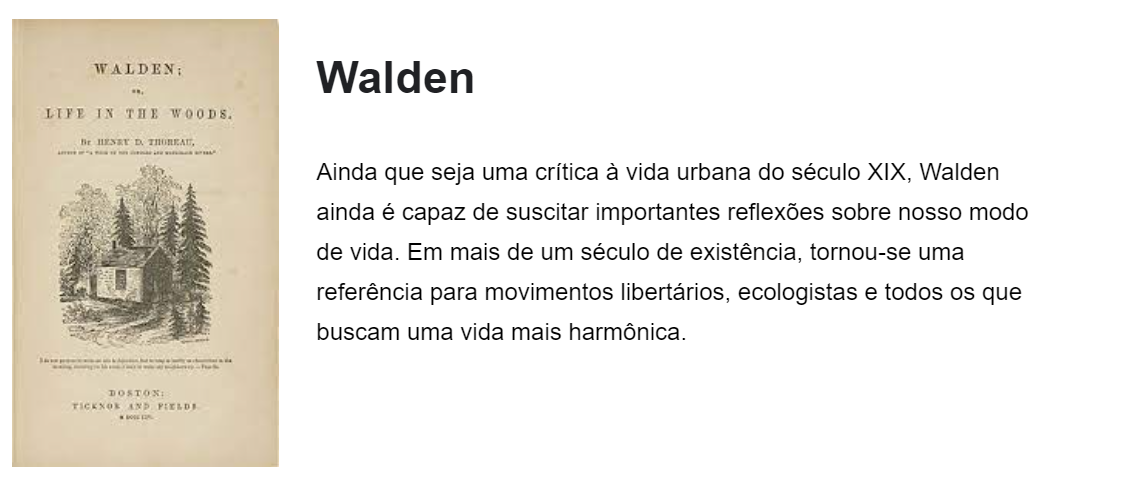 WALDEN;
OR,
LIFE IN THE WOODS.
BY HENRY D. THOREAU,
AUTHOR OF "A WEEK ON THE CONCORD AND MERRIMACK RIVERS."
BOSTON:
TICKNOR AND FIELDS.
Walden
Ainda que seja uma crítica à vida urbana do século XIX, Walden
ainda é capaz de suscitar importantes reflexões sobre nosso modo
de vida. Em mais de um século de existência, tornou-se uma
referência para movimentos libertários, ecologistas e todos os que
buscam uma vida mais harmônica.